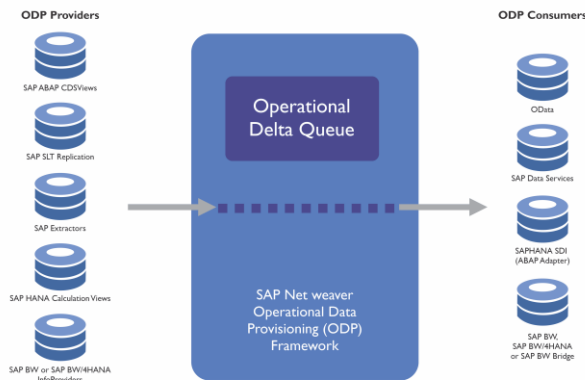 ODP Providers
SAP ABAP CDSViews
SAP SLT Replication
SAP Extractors
SAP HANA Calculation Views
SAP BW or SAP BW/4HANA
InfoProviders
Operational
Delta Queue
SAP Net weaver
Operational Data
Provisioning (ODP)
Framework
ODP Consumers
OData
SAP Data Services
SAPHANA SDI
(ABAP Adapter)
SAP BW,
SAP BW/4HANA
or SAP BW Bridge